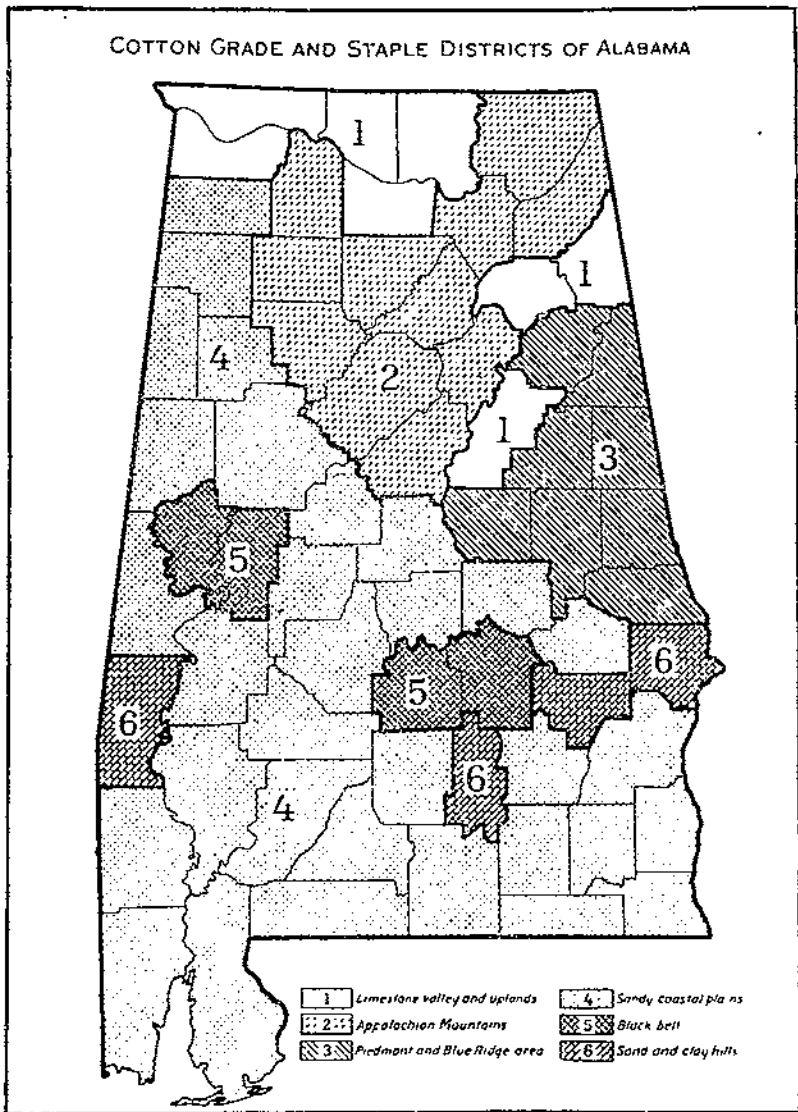 COTTON GRADE AND STAPLE DISTRICTS OF ALABAMA
1
1
4
2
1
3
5
6
5
6
6
4
1 Limestone valley and uplands
2 Appalachian Mountains
3 Piedmont and Blue Ridge area
4 Sandy coastal plains
5 Black belt
6 Sand and clay hills